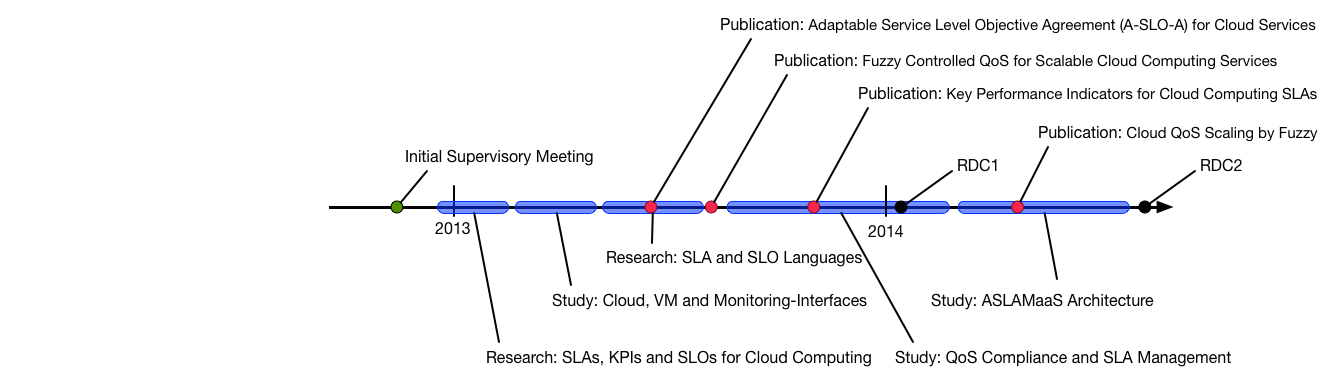 Publication: Adaptable Service Level Objective Agreement (A-SLO-A) for Cloud Services
Publication: Fuzzy Controlled QoS for Scalable Cloud Computing Services
Publication: Key Performance Indicators for Cloud Computing SLAs
Publication: Cloud QoS Scaling by Fuzzy
Initial Supervisory Meeting
RDC1
RDC2
2013
2014
Research: SLA and SLO Languages
Study: Cloud, VM and Monitoring-Interfaces
Study: ASLAMaaS Architecture
Research: SLAs, KPIs and SLOs for Cloud Computing
Study: QoS Compliance and SLA Management